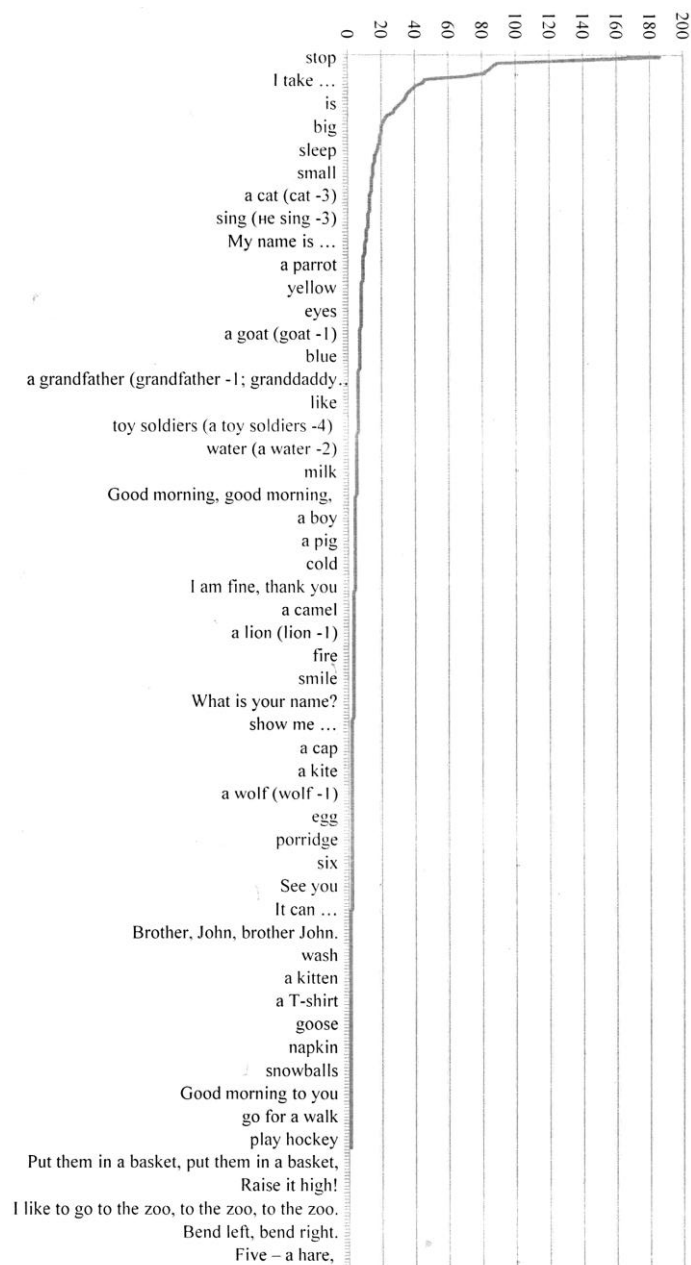 0 20 40 60 80 100 120 140 160 180 200
stop
I take ...
is
big
sleep
small
a cat (cat -3)
sing (не sing -3)
My name is ...
a parrot
yellow
eyes
a goat (goat -1)
blue
a grandfather (grandfather -1; granddaddy..
like
toy soldiers (a toy soldiers -4)
water (a water -2)
milk
Good morning, good morning,
a boy
a pig
cold
I am fine, thank you
a camel
a lion (lion -1)
fire
smile
What is your name?
show me ...
a cap
a kite
a wolf (wolf -1)
egg
porridge
six
See you
It can ...
Brother, John, brother John.
wash
a kitten
a T-shirt
goose
napkin
snowballs
Good morning to you
go for a walk
play hockey
Put them in a basket, put them in a basket,
Raise it high!
I like to go to the zoo, to the zoo, to the zoo.
Bend left, bend right.
Five – a hare,